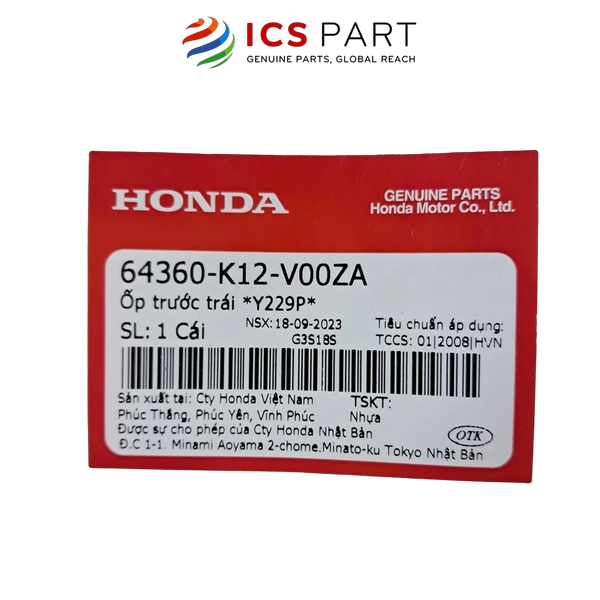 ICS PART
GENUINE PARTS, GLOBAL REACH
HONDA
GENUINE PARTS
Honda Motor Co., Ltd.
64360-K12-V00ZA
Ốp trước trái *Y229P*
SL: 1 Cái
NSX: 18-09-2023
G3S18S
Tiêu chuẩn áp dụng:
TCCS: 01|2008|HVN
Sản xuất tại: Cty Honda Việt Nam
Phúc Thắng, Phúc Yên, Vĩnh Phúc
TSKT:
Nhựa
Được sự cho phép của Cty Honda Nhật Bản
Đ.C 1-1. Minami Aoyama 2-chome.Minato-ku Tokyo Nhật Bản
OTK